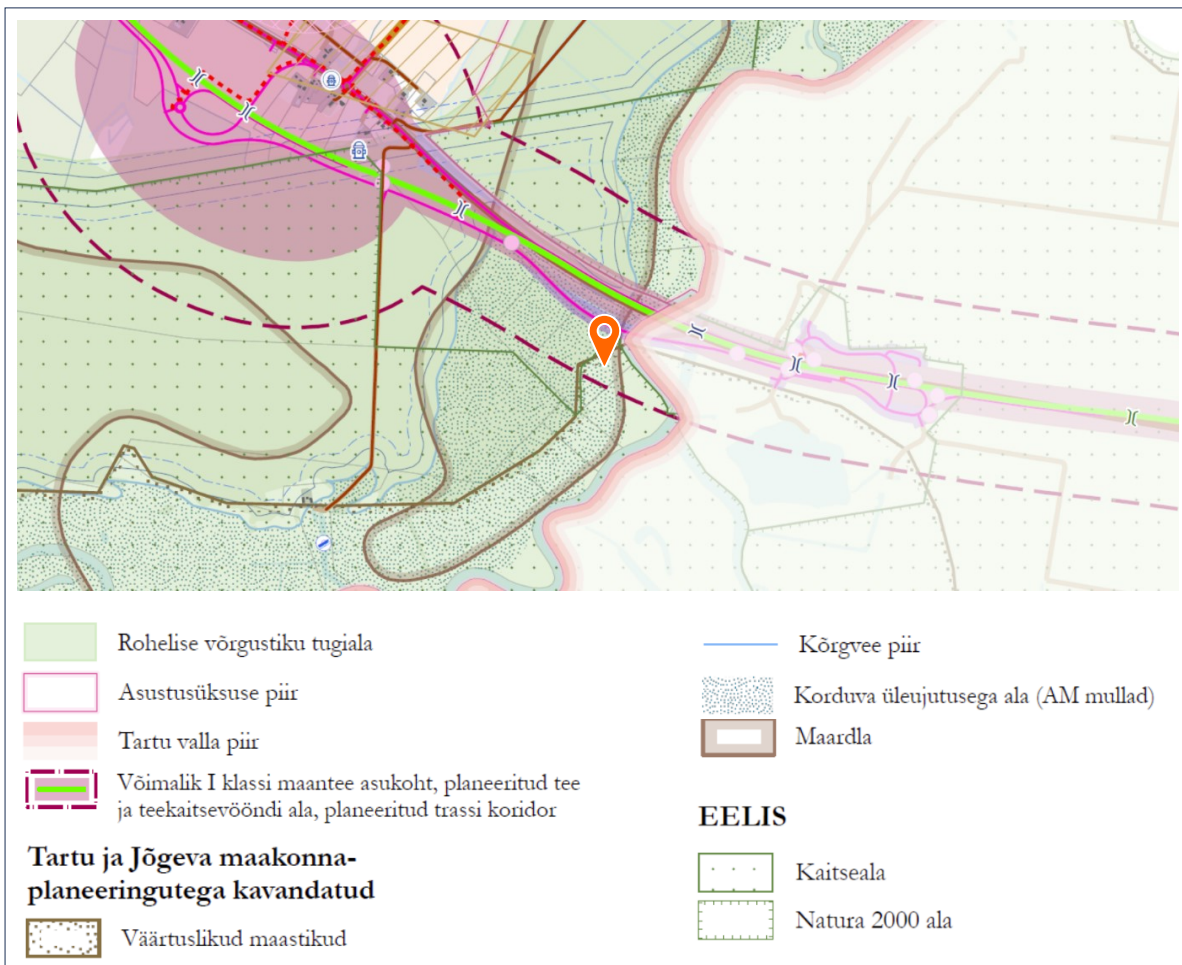 Rohelise võrgustiku tugiala
Asustusüksuse piir
Tartu valla piir
Võimalik I klassi maantee asukoht, planeeritud tee
ja teekaitsevööndi ala, planeeritud trassi koridor
Tartu ja Jõgeva maakonna-
planeeringutega kavandatud
Väärtuslikud maastikud
Kõrgvee piir
Korduva üleujutusega ala (AM mullad)
Maardla
EELIS
Kaitseala
Natura 2000 ala